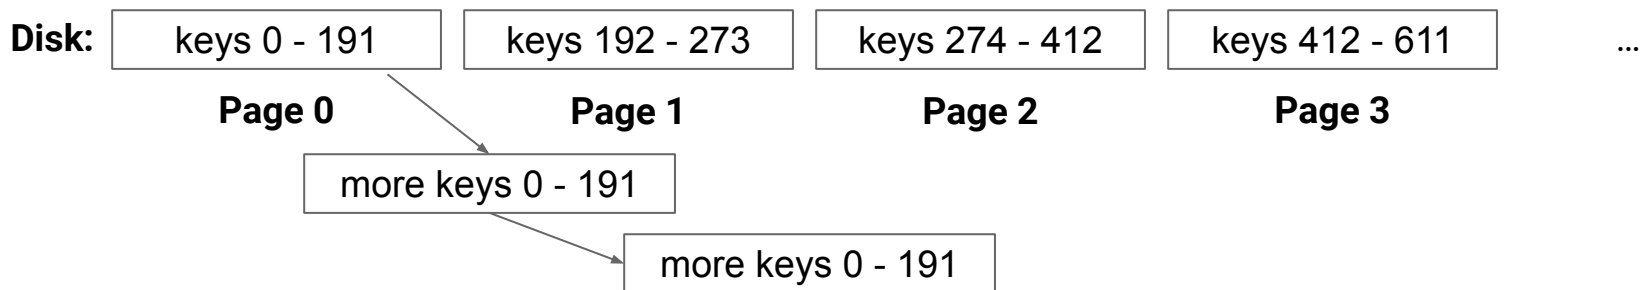 Disk: keys 0 - 191 keys 192 - 273 keys 274 - 412 keys 412 - 611 ...
Page 0 Page 1 Page 2 Page 3
more keys 0 - 191
more keys 0 - 191